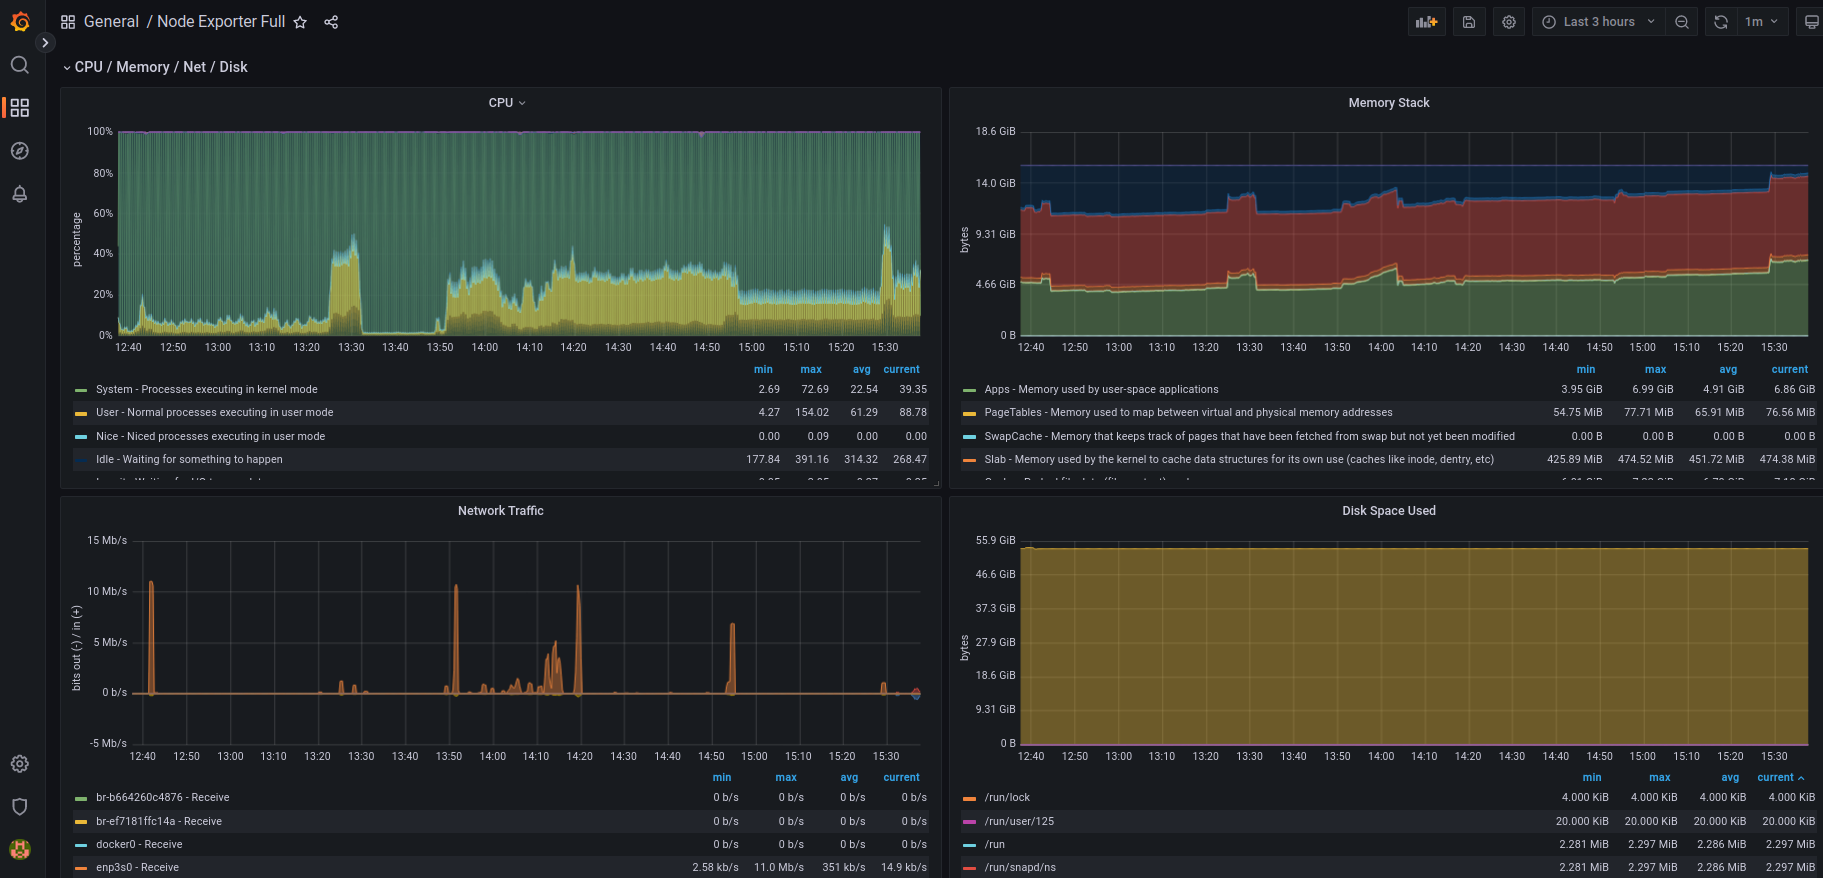 General / Node Exporter Full
Last 3 hours
1m
CPU / Memory / Net / Disk
CPU
percentage
100%
80%
60%
40%
20%
0%
12:40 12:50 13:00 13:10 13:20 13:30 13:40 13:50 14:00 14:10 14:20 14:30 14:40 14:50 15:00 15:10 15:20 15:30
min max avg current
System - Processes executing in kernel mode 2.69 72.69 22.54 39.35
User - Normal processes executing in user mode 4.27 154.02 61.29 88.78
Nice - Niced processes executing in user mode 0.00 0.09 0.00 0.00
Idle - Waiting for something to happen 177.84 391.16 314.32 268.47
Memory Stack
bytes
18.6 GiB
14.0 GiB
9.31 GiB
4.66 GiB
0 B
12:40 12:50 13:00 13:10 13:20 13:30 13:40 13:50 14:00 14:10 14:20 14:30 14:40 14:50 15:00 15:10 15:20 15:30
min max avg current
Apps - Memory used by user-space applications 3.95 GiB 6.99 GiB 4.91 GiB 6.86 GiB
PageTables - Memory used to map between virtual and physical memory addresses 54.75 MiB 77.71 MiB 65.91 MiB 76.56 MiB
SwapCache - Memory that keeps track of pages that have been fetched from swap but not yet been modified 0.00 B 0.00 B 0.00 B 0.00 B
Slab - Memory used by the kernel to cache data structures for its own use (caches like inode, dentry, etc) 425.89 MiB 474.52 MiB 451.72 MiB 474.38 MiB
Network Traffic
bits out (-) / in (+)
15 Mb/s
10 Mb/s
5 Mb/s
0 b/s
-5 Mb/s
12:40 12:50 13:00 13:10 13:20 13:30 13:40 13:50 14:00 14:10 14:20 14:30 14:40 14:50 15:00 15:10 15:20 15:30
min max avg current
br-b664260c4876 - Receive 0 b/s 0 b/s 0 b/s 0 b/s
br-ef7181ffc14a - Receive 0 b/s 0 b/s 0 b/s 0 b/s
docker0 - Receive 0 b/s 0 b/s 0 b/s 0 b/s
enp3s0 - Receive 2.58 kb/s 11.0 Mb/s 351 kb/s 14.9 kb/s
Disk Space Used
bytes
55.9 GiB
46.6 GiB
37.3 GiB
27.9 GiB
18.6 GiB
9.31 GiB
0 B
12:40 12:50 13:00 13:10 13:20 13:30 13:40 13:50 14:00 14:10 14:20 14:30 14:40 14:50 15:00 15:10 15:20 15:30
min max avg current
/run/lock 4.000 KiB 4.000 KiB 4.000 KiB 4.000 KiB
/run/user/125 20.000 KiB 20.000 KiB 20.000 KiB 20.000 KiB
/run 2.281 MiB 2.297 MiB 2.286 MiB 2.297 MiB
/run/snapd/ns 2.281 MiB 2.297 MiB 2.286 MiB 2.297 MiB